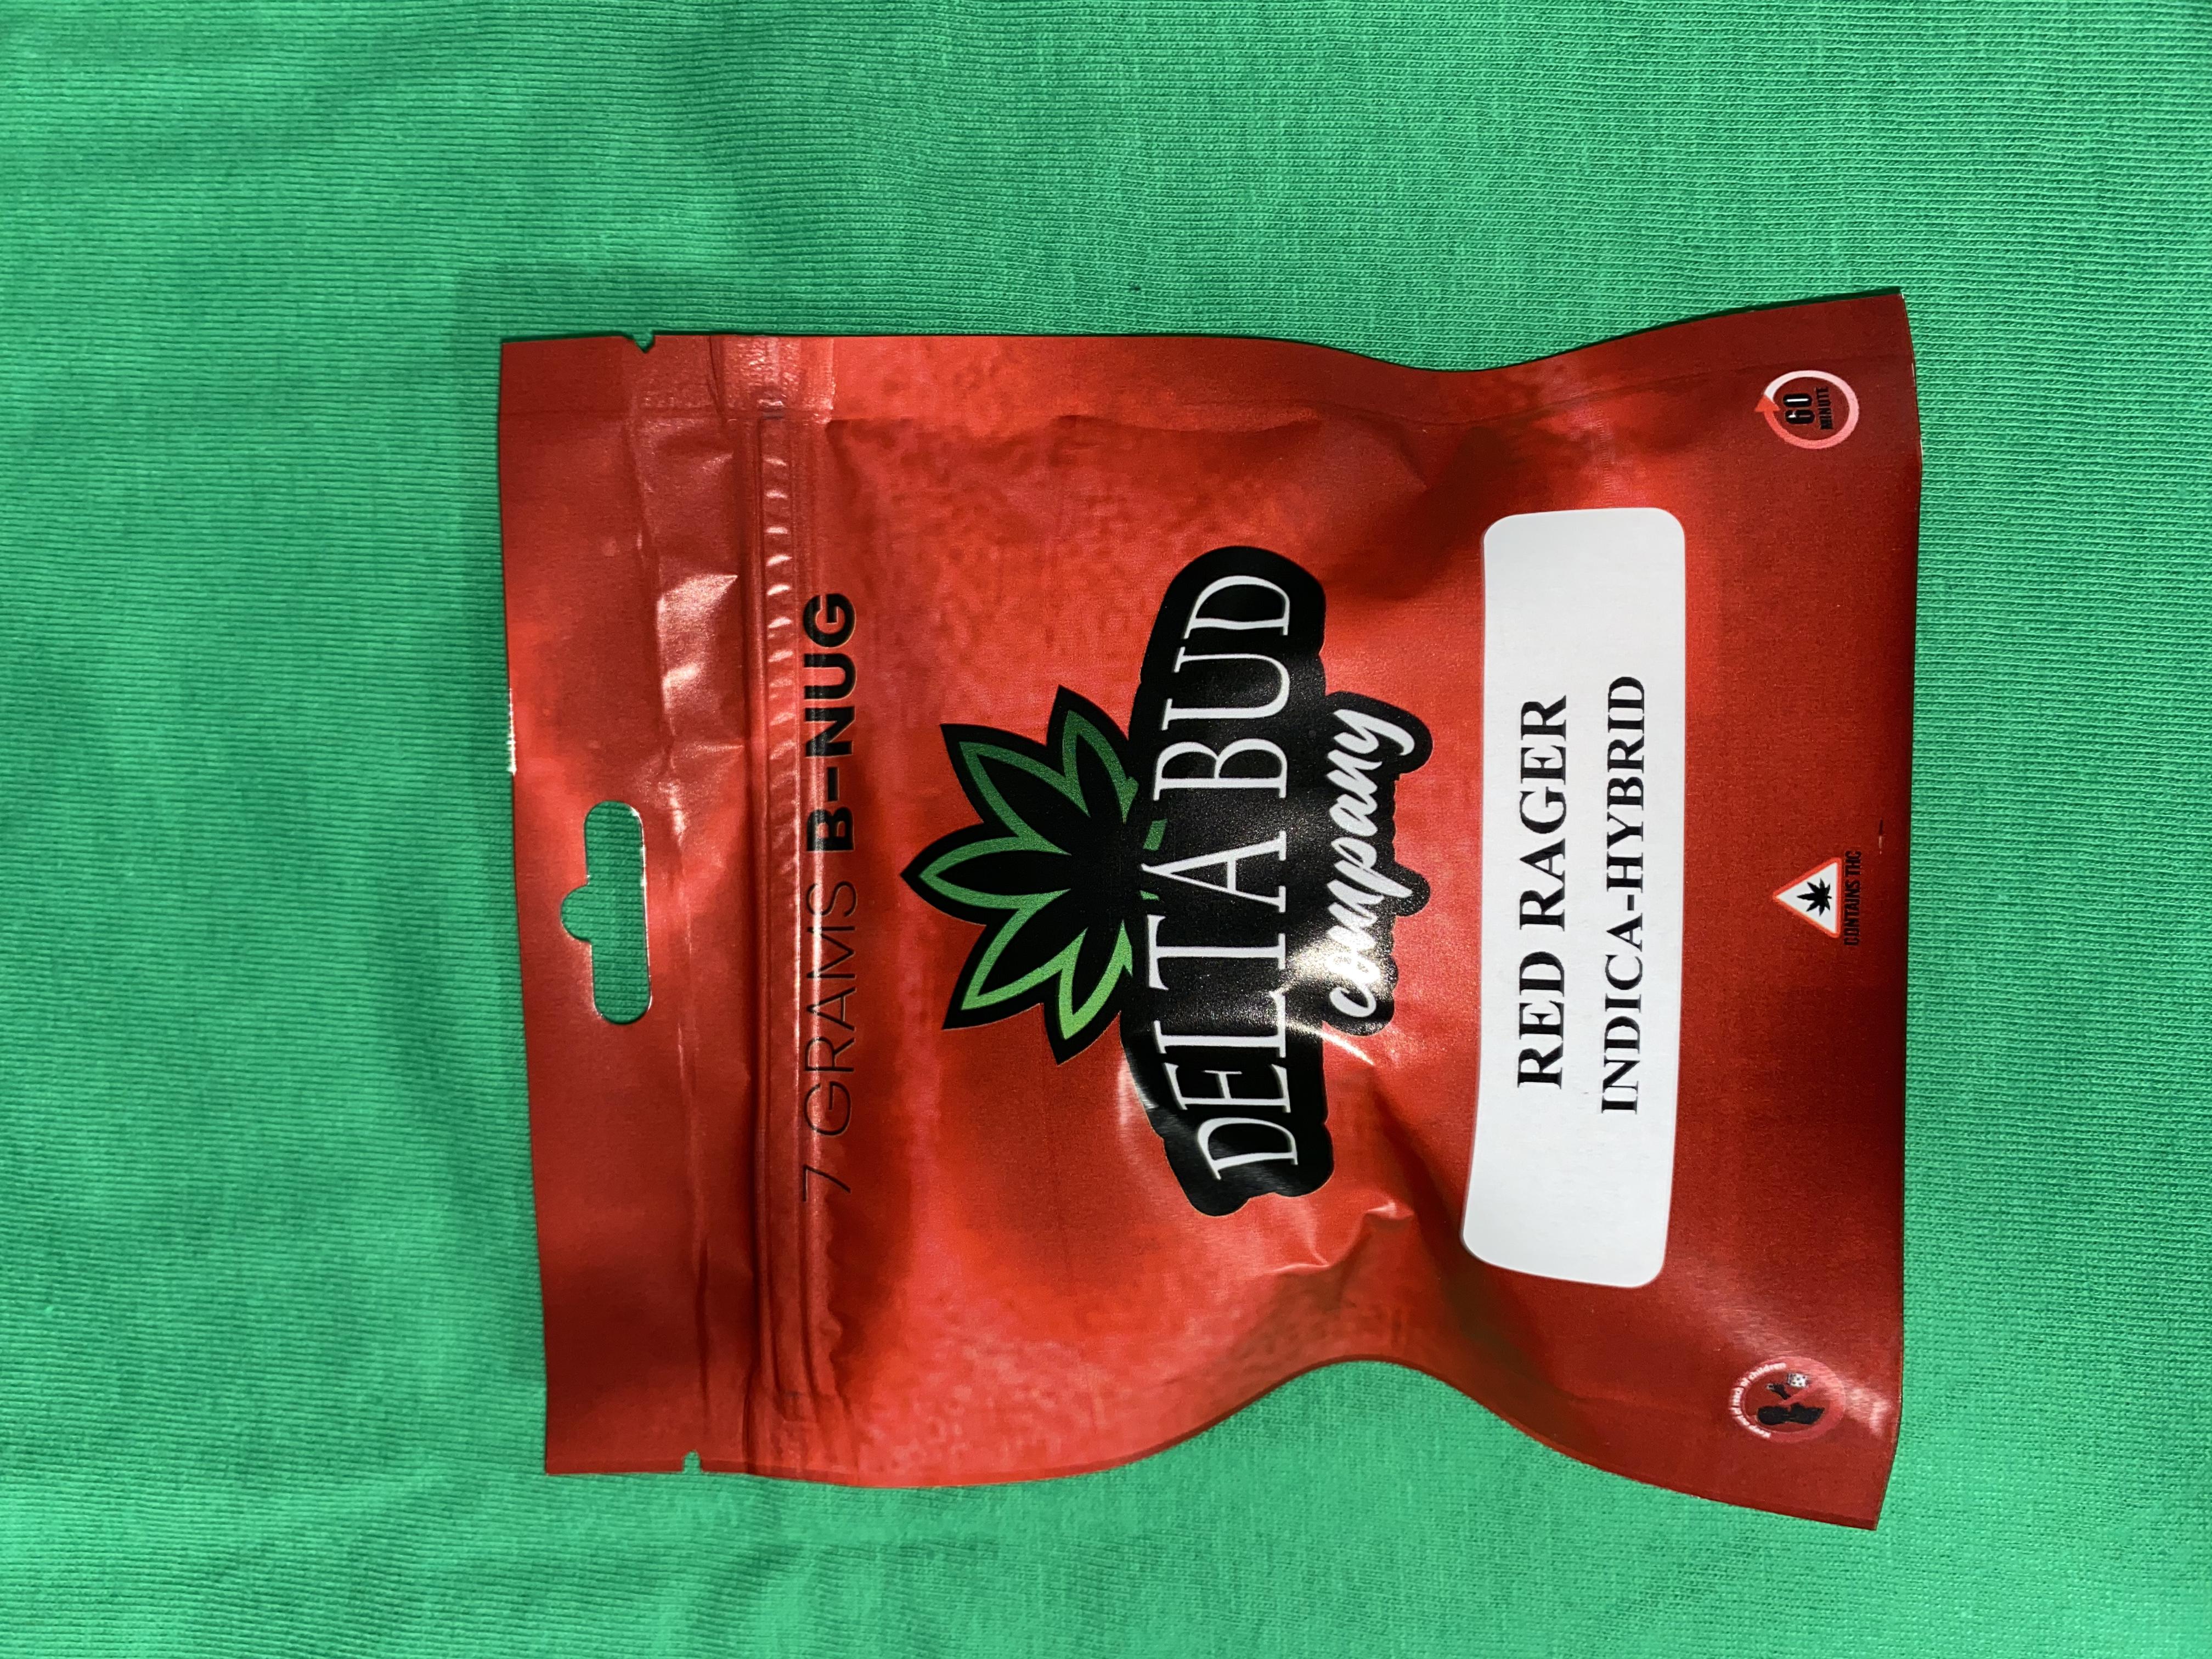 7 GRAMS B-NUG
DELTA BUD
company
RED RAGER
INDICA-HYBRID
CONTAINS THC
60
MINUTE